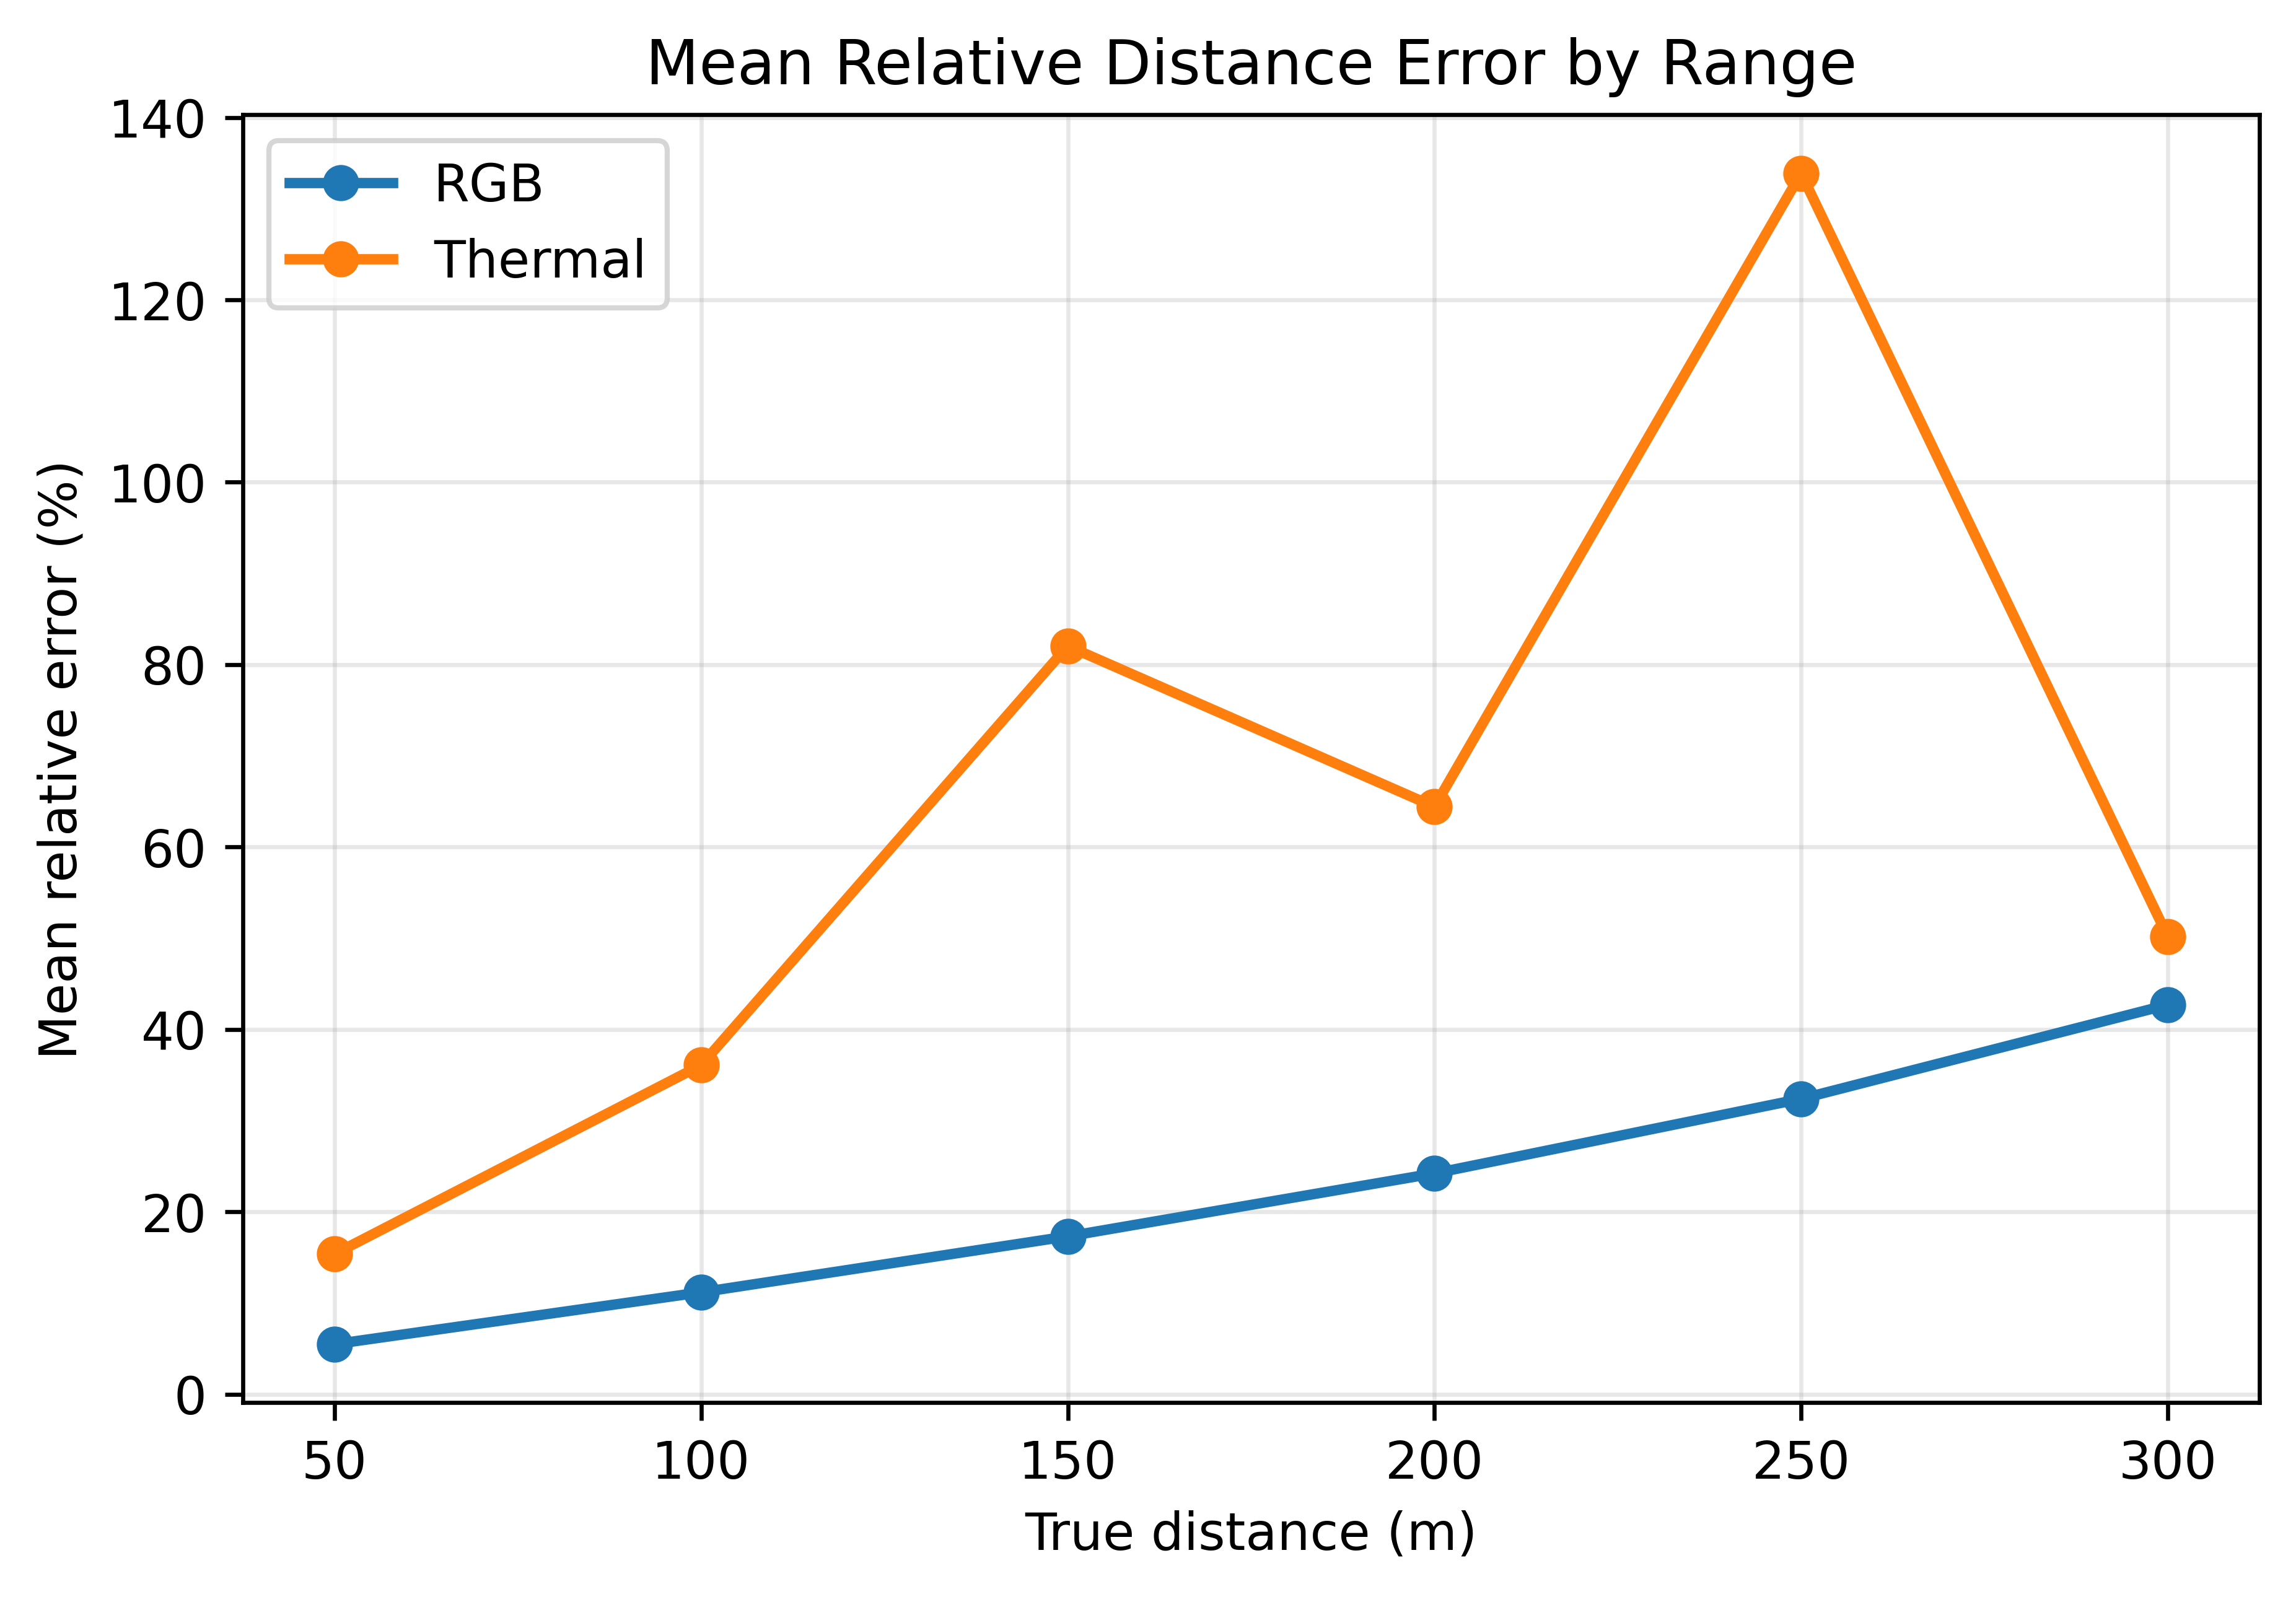 Mean Relative Distance Error by Range
Mean relative error (%)
140
120
100
80
60
40
20
0
RGB
Thermal
50 100 150 200 250 300
True distance (m)